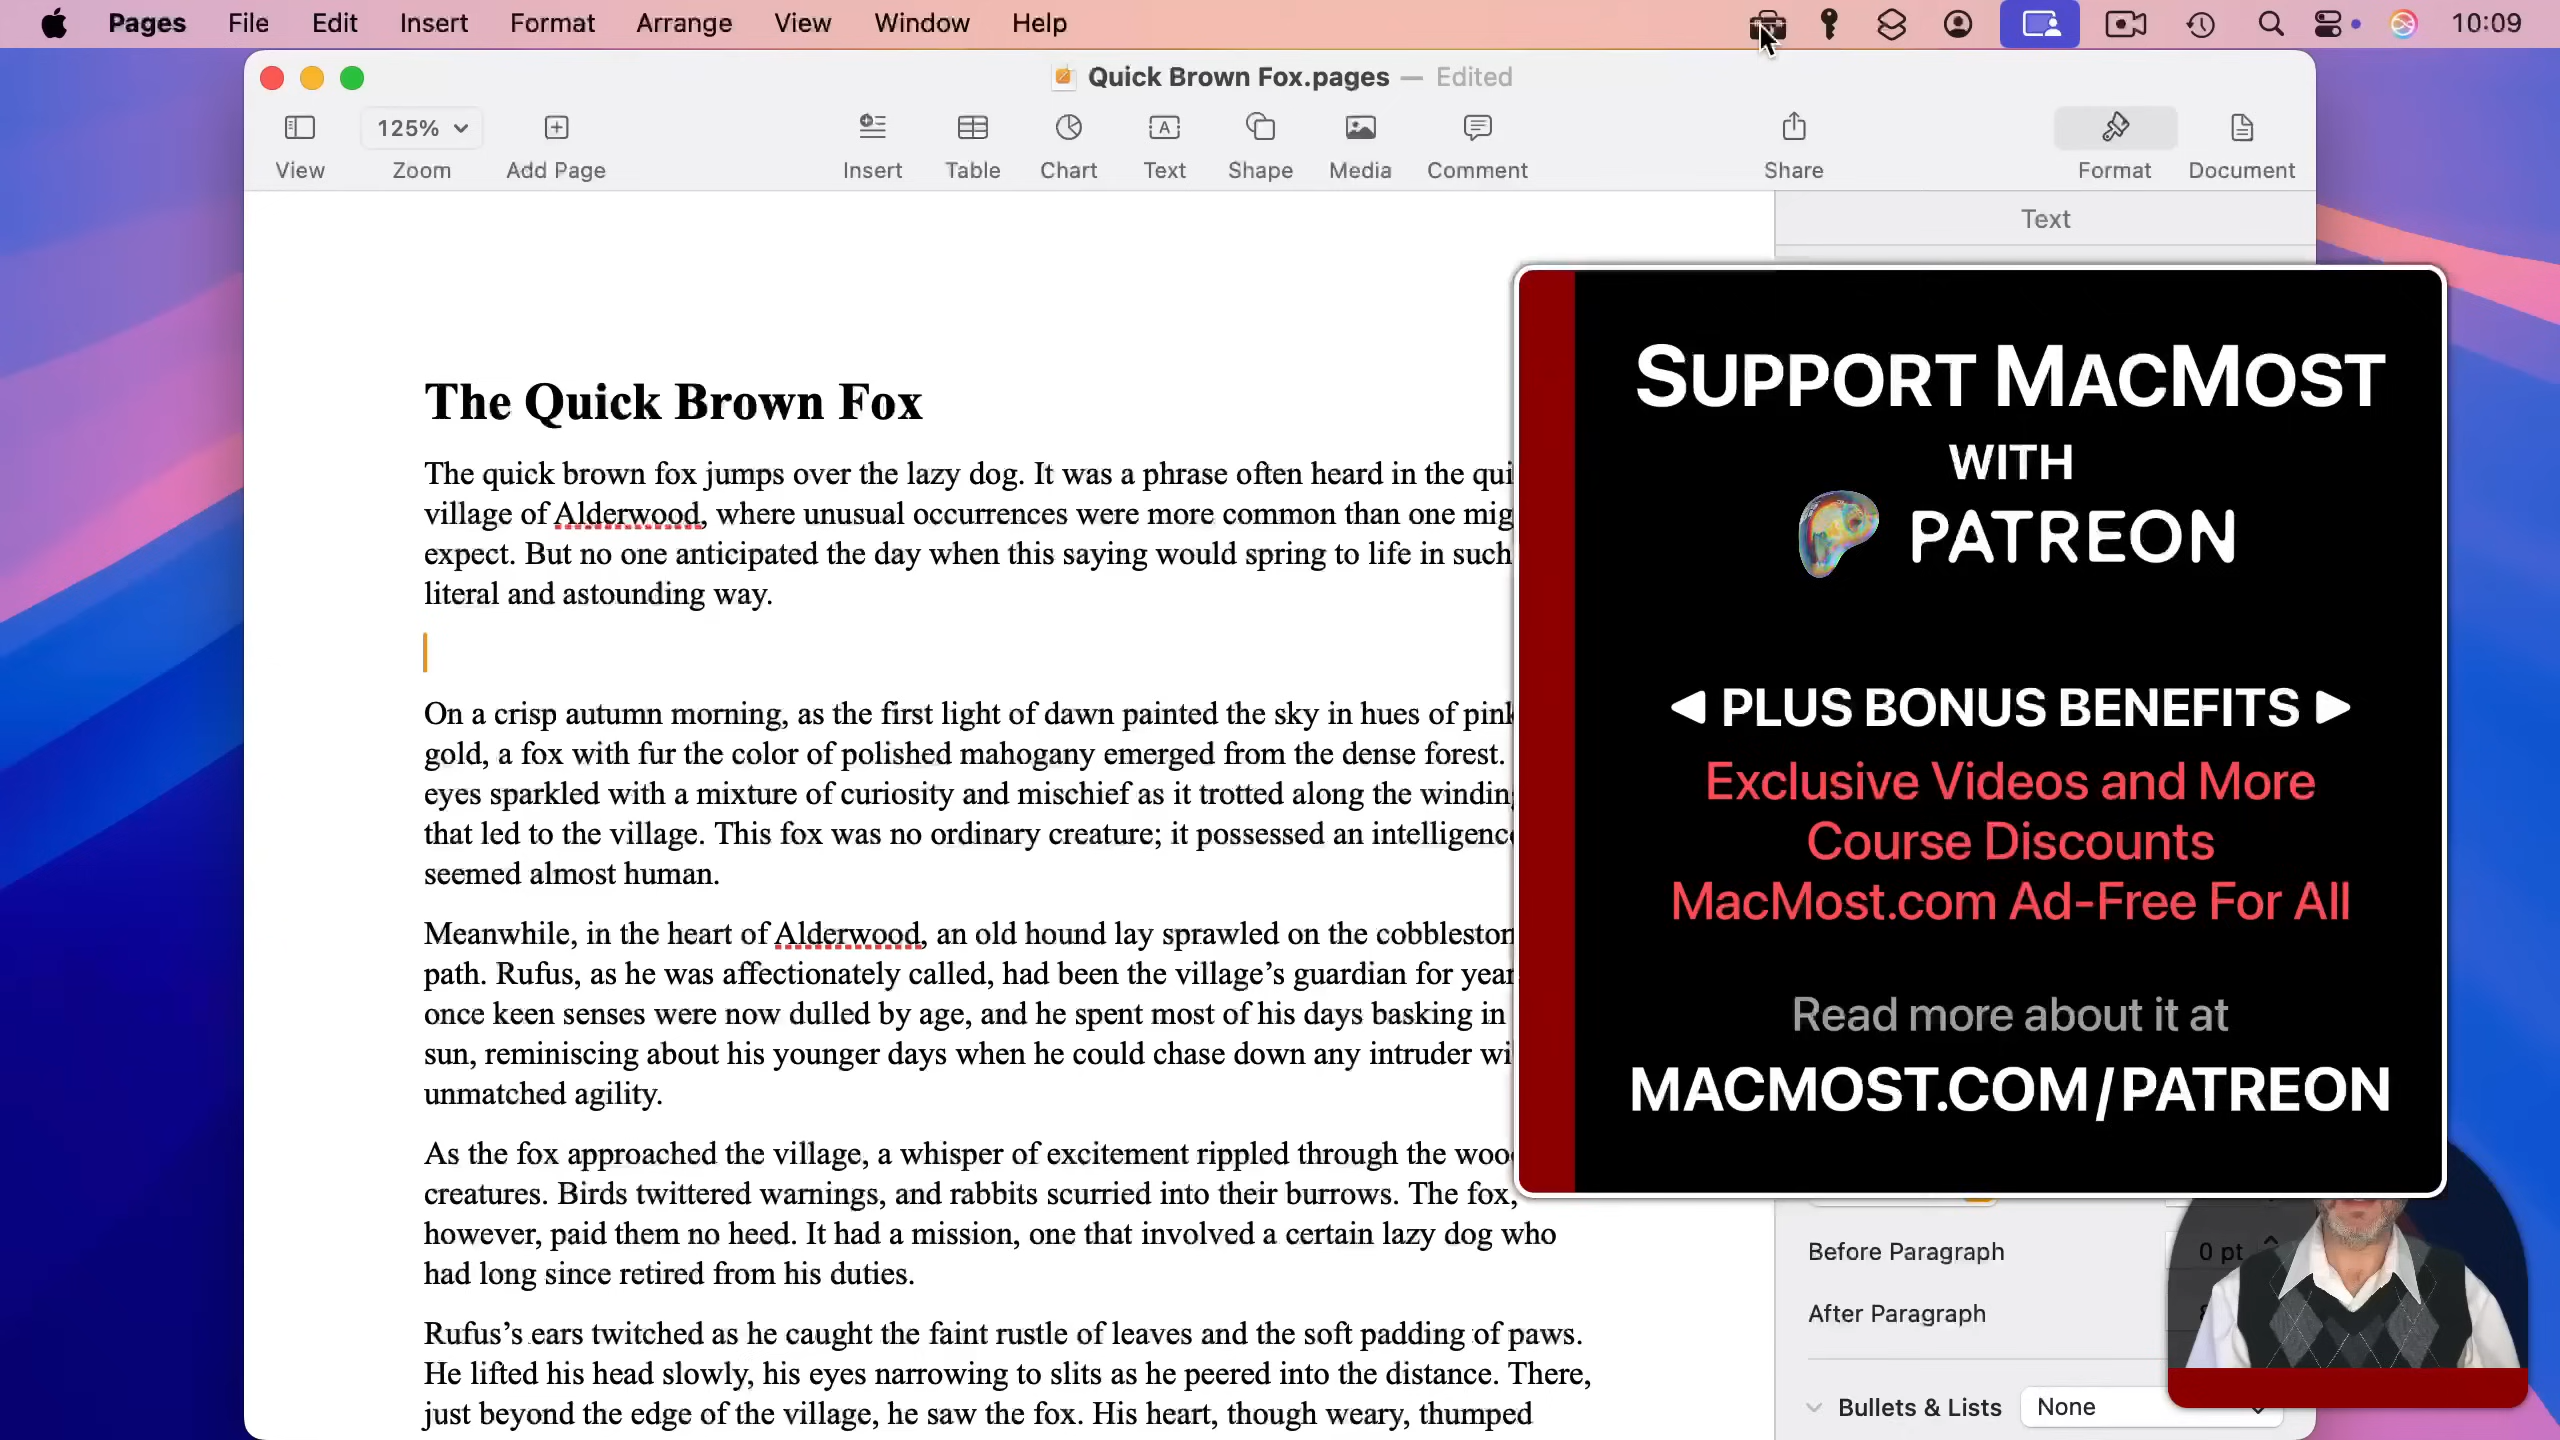 Pages File Edit Insert Format Arrange View Window Help 10:09
Quick Brown Fox.pages — Edited
125%
View Zoom Add Page Insert Table Chart Text Shape Media Comment Share Format Document
Text
The Quick Brown Fox
The quick brown fox jumps over the lazy dog. It was a phrase often heard in the qui
village of Alderwood, where unusual occurrences were more common than one mig
expect. But no one anticipated the day when this saying would spring to life in such
literal and astounding way.
On a crisp autumn morning, as the first light of dawn painted the sky in hues of pink
gold, a fox with fur the color of polished mahogany emerged from the dense forest.
eyes sparkled with a mixture of curiosity and mischief as it trotted along the winding
that led to the village. This fox was no ordinary creature; it possessed an intelligence
seemed almost human.
Meanwhile, in the heart of Alderwood, an old hound lay sprawled on the cobbleston
path. Rufus, as he was affectionately called, had been the village’s guardian for year
once keen senses were now dulled by age, and he spent most of his days basking in
sun, reminiscing about his younger days when he could chase down any intruder wi
unmatched agility.
As the fox approached the village, a whisper of excitement rippled through the woo
creatures. Birds twittered warnings, and rabbits scurried into their burrows. The fox,
however, paid them no heed. It had a mission, one that involved a certain lazy dog who
had long since retired from his duties.
Rufus’s ears twitched as he caught the faint rustle of leaves and the soft padding of paws.
He lifted his head slowly, his eyes narrowing to slits as he peered into the distance. There,
just beyond the edge of the village, he saw the fox. His heart, though weary, thumped
SUPPORT MACMOST
WITH
PATREON
◀ PLUS BONUS BENEFITS ▶
Exclusive Videos and More
Course Discounts
MacMost.com Ad-Free For All
Read more about it at
MACMOST.COM/PATREON
Before Paragraph 0 pt
After Paragraph
Bullets & Lists None